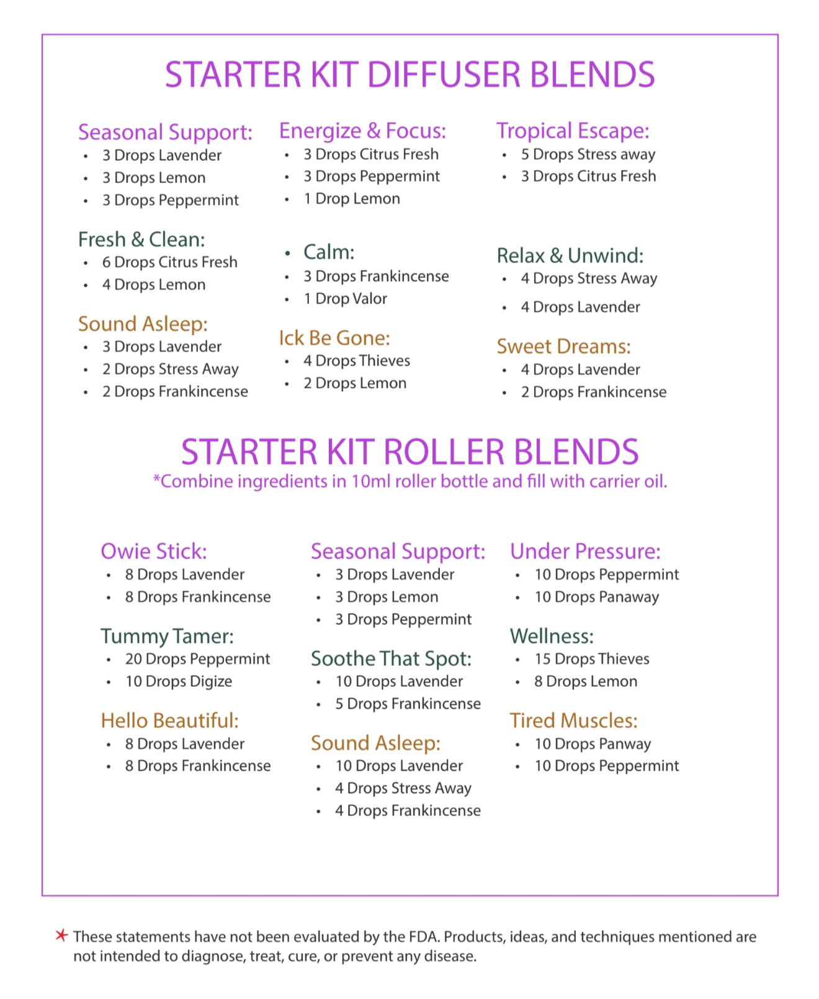 STARTER KIT DIFFUSER BLENDS
Seasonal Support:
• 3 Drops Lavender
• 3 Drops Lemon
• 3 Drops Peppermint
Fresh & Clean:
• 6 Drops Citrus Fresh
• 4 Drops Lemon
Sound Asleep:
• 3 Drops Lavender
• 2 Drops Stress Away
• 2 Drops Frankincense
Energize & Focus:
• 3 Drops Citrus Fresh
• 3 Drops Peppermint
• 1 Drop Lemon
• Calm:
• 3 Drops Frankincense
• 1 Drop Valor
Ick Be Gone:
• 4 Drops Thieves
• 2 Drops Lemon
Tropical Escape:
• 5 Drops Stress away
• 3 Drops Citrus Fresh
Relax & Unwind:
• 4 Drops Stress Away
• 4 Drops Lavender
Sweet Dreams:
• 4 Drops Lavender
• 2 Drops Frankincense
STARTER KIT ROLLER BLENDS
*Combine ingredients in 10ml roller bottle and fill with carrier oil.
Owie Stick:
• 8 Drops Lavender
• 8 Drops Frankincense
Tummy Tamer:
• 20 Drops Peppermint
• 10 Drops Digize
Hello Beautiful:
• 8 Drops Lavender
• 8 Drops Frankincense
Seasonal Support:
• 3 Drops Lavender
• 3 Drops Lemon
• 3 Drops Peppermint
Soothe That Spot:
• 10 Drops Lavender
• 5 Drops Frankincense
Sound Asleep:
• 10 Drops Lavender
• 4 Drops Stress Away
• 4 Drops Frankincense
Under Pressure:
• 10 Drops Peppermint
• 10 Drops Panaway
Wellness:
• 15 Drops Thieves
• 8 Drops Lemon
Tired Muscles:
• 10 Drops Panway
• 10 Drops Peppermint
* These statements have not been evaluated by the FDA. Products, ideas, and techniques mentioned are
not intended to diagnose, treat, cure, or prevent any disease.